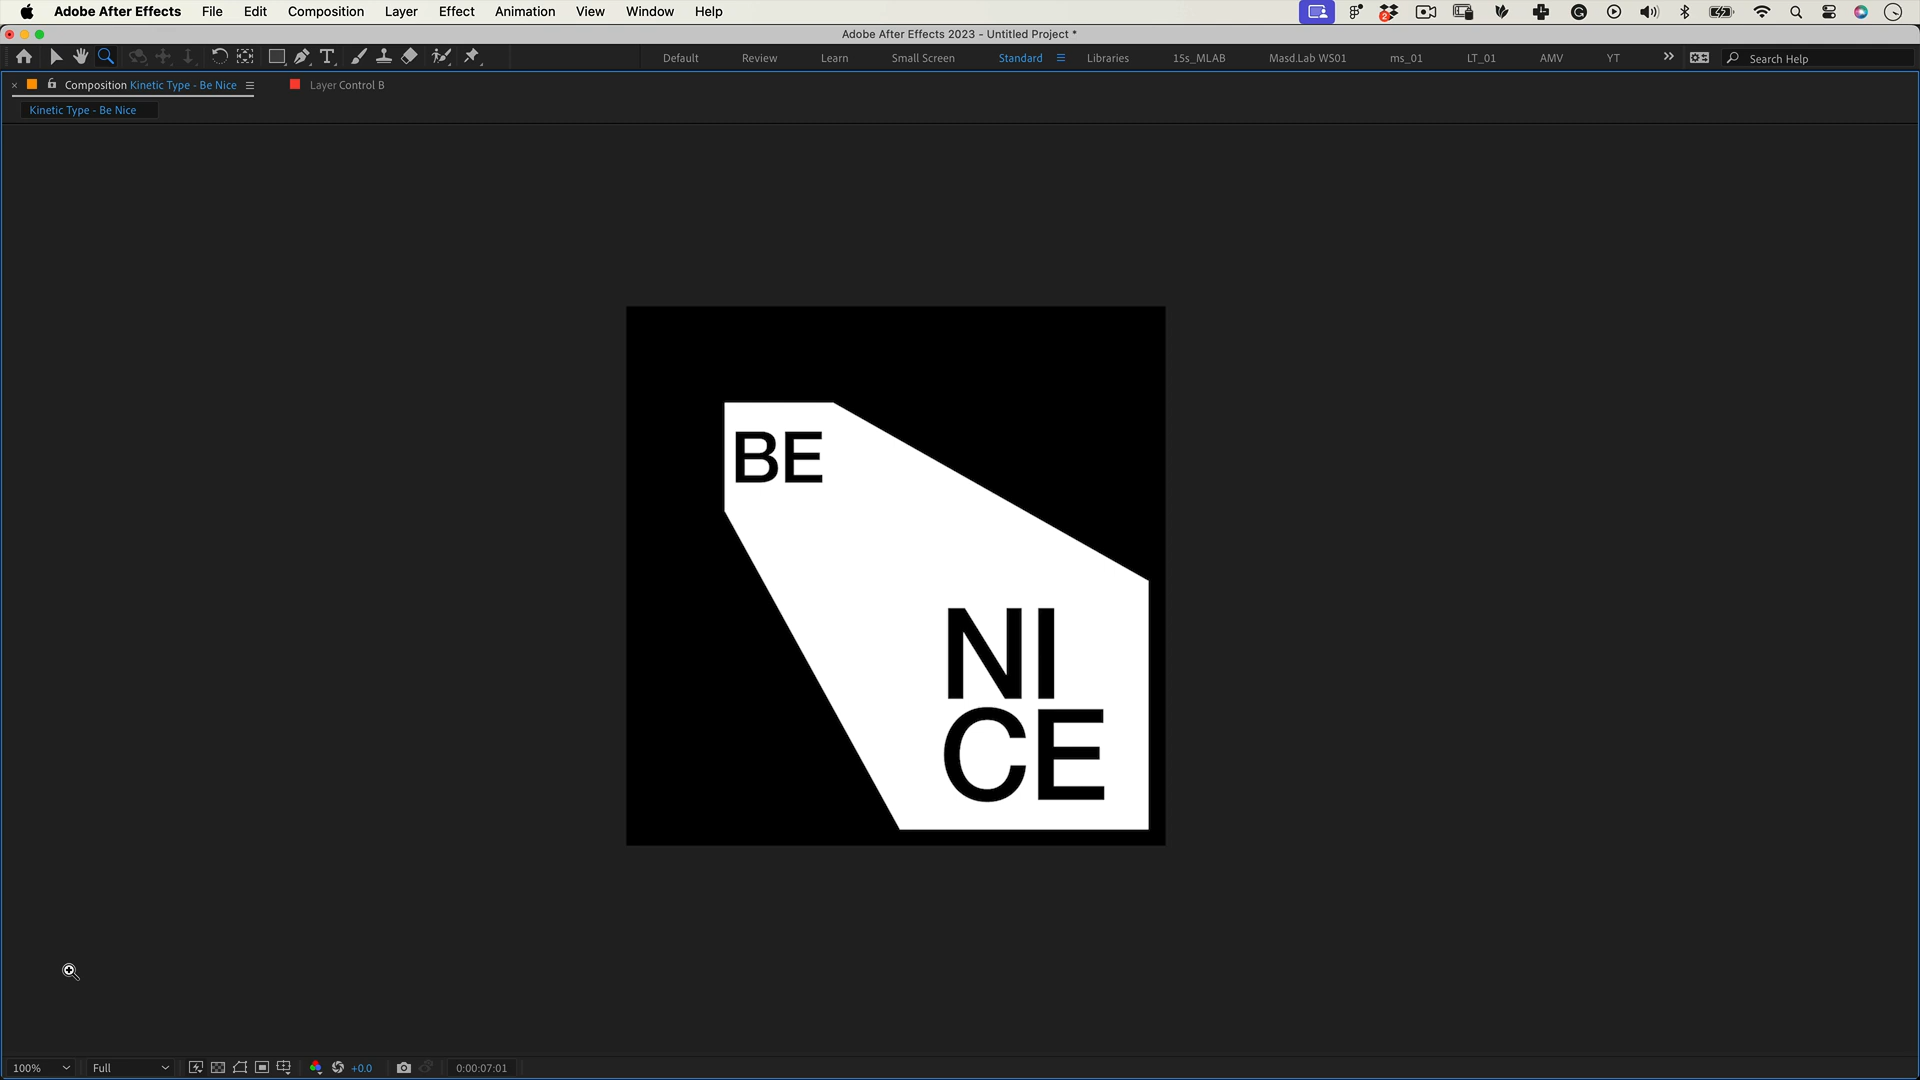 Adobe After Effects File Edit Composition Layer Effect Animation View Window Help
2
Adobe After Effects 2023 - Untitled Project *
Default Review Learn Small Screen Standard Libraries 15s_MLAB Masd.Lab WS01 ms_01 LT_01 AMV YT Search Help
Composition Kinetic Type - Be Nice Layer Control B
Kinetic Type - Be Nice
BE
NI
CE
100% Full +0.0 0:00:07:01